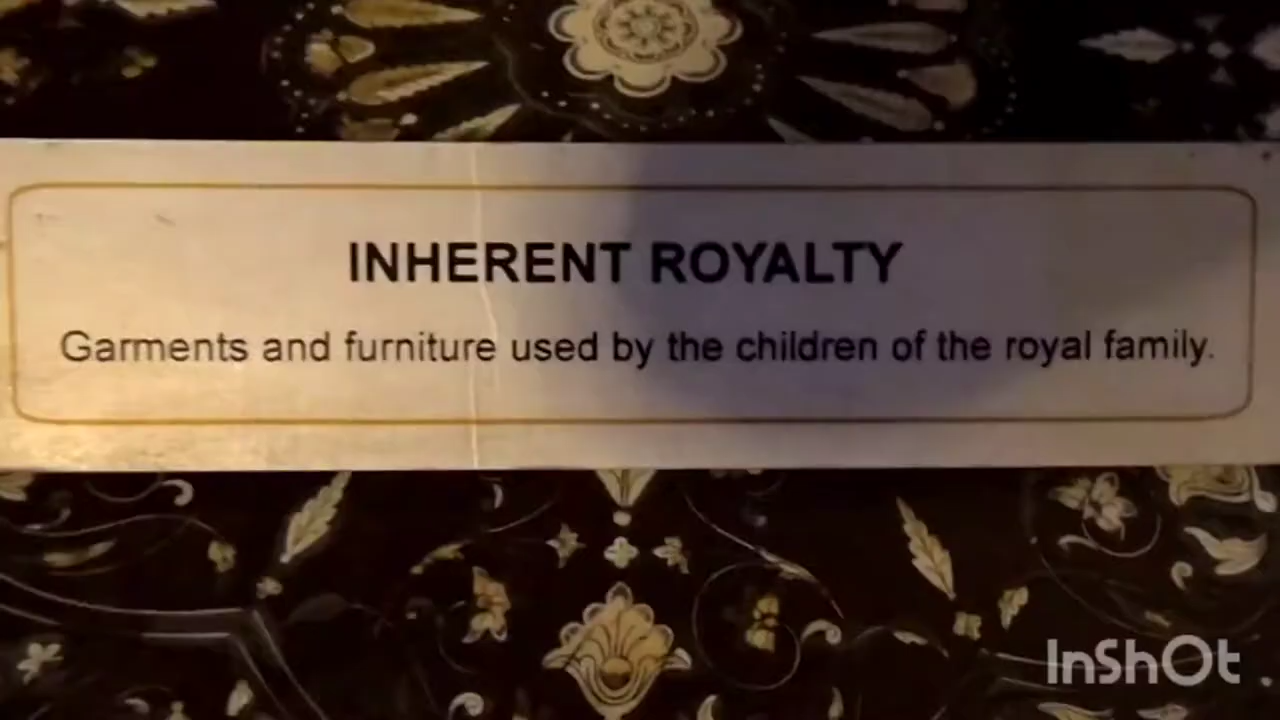 INHERENT ROYALTY
Garments and furniture used by the children of the royal family.
InShOt